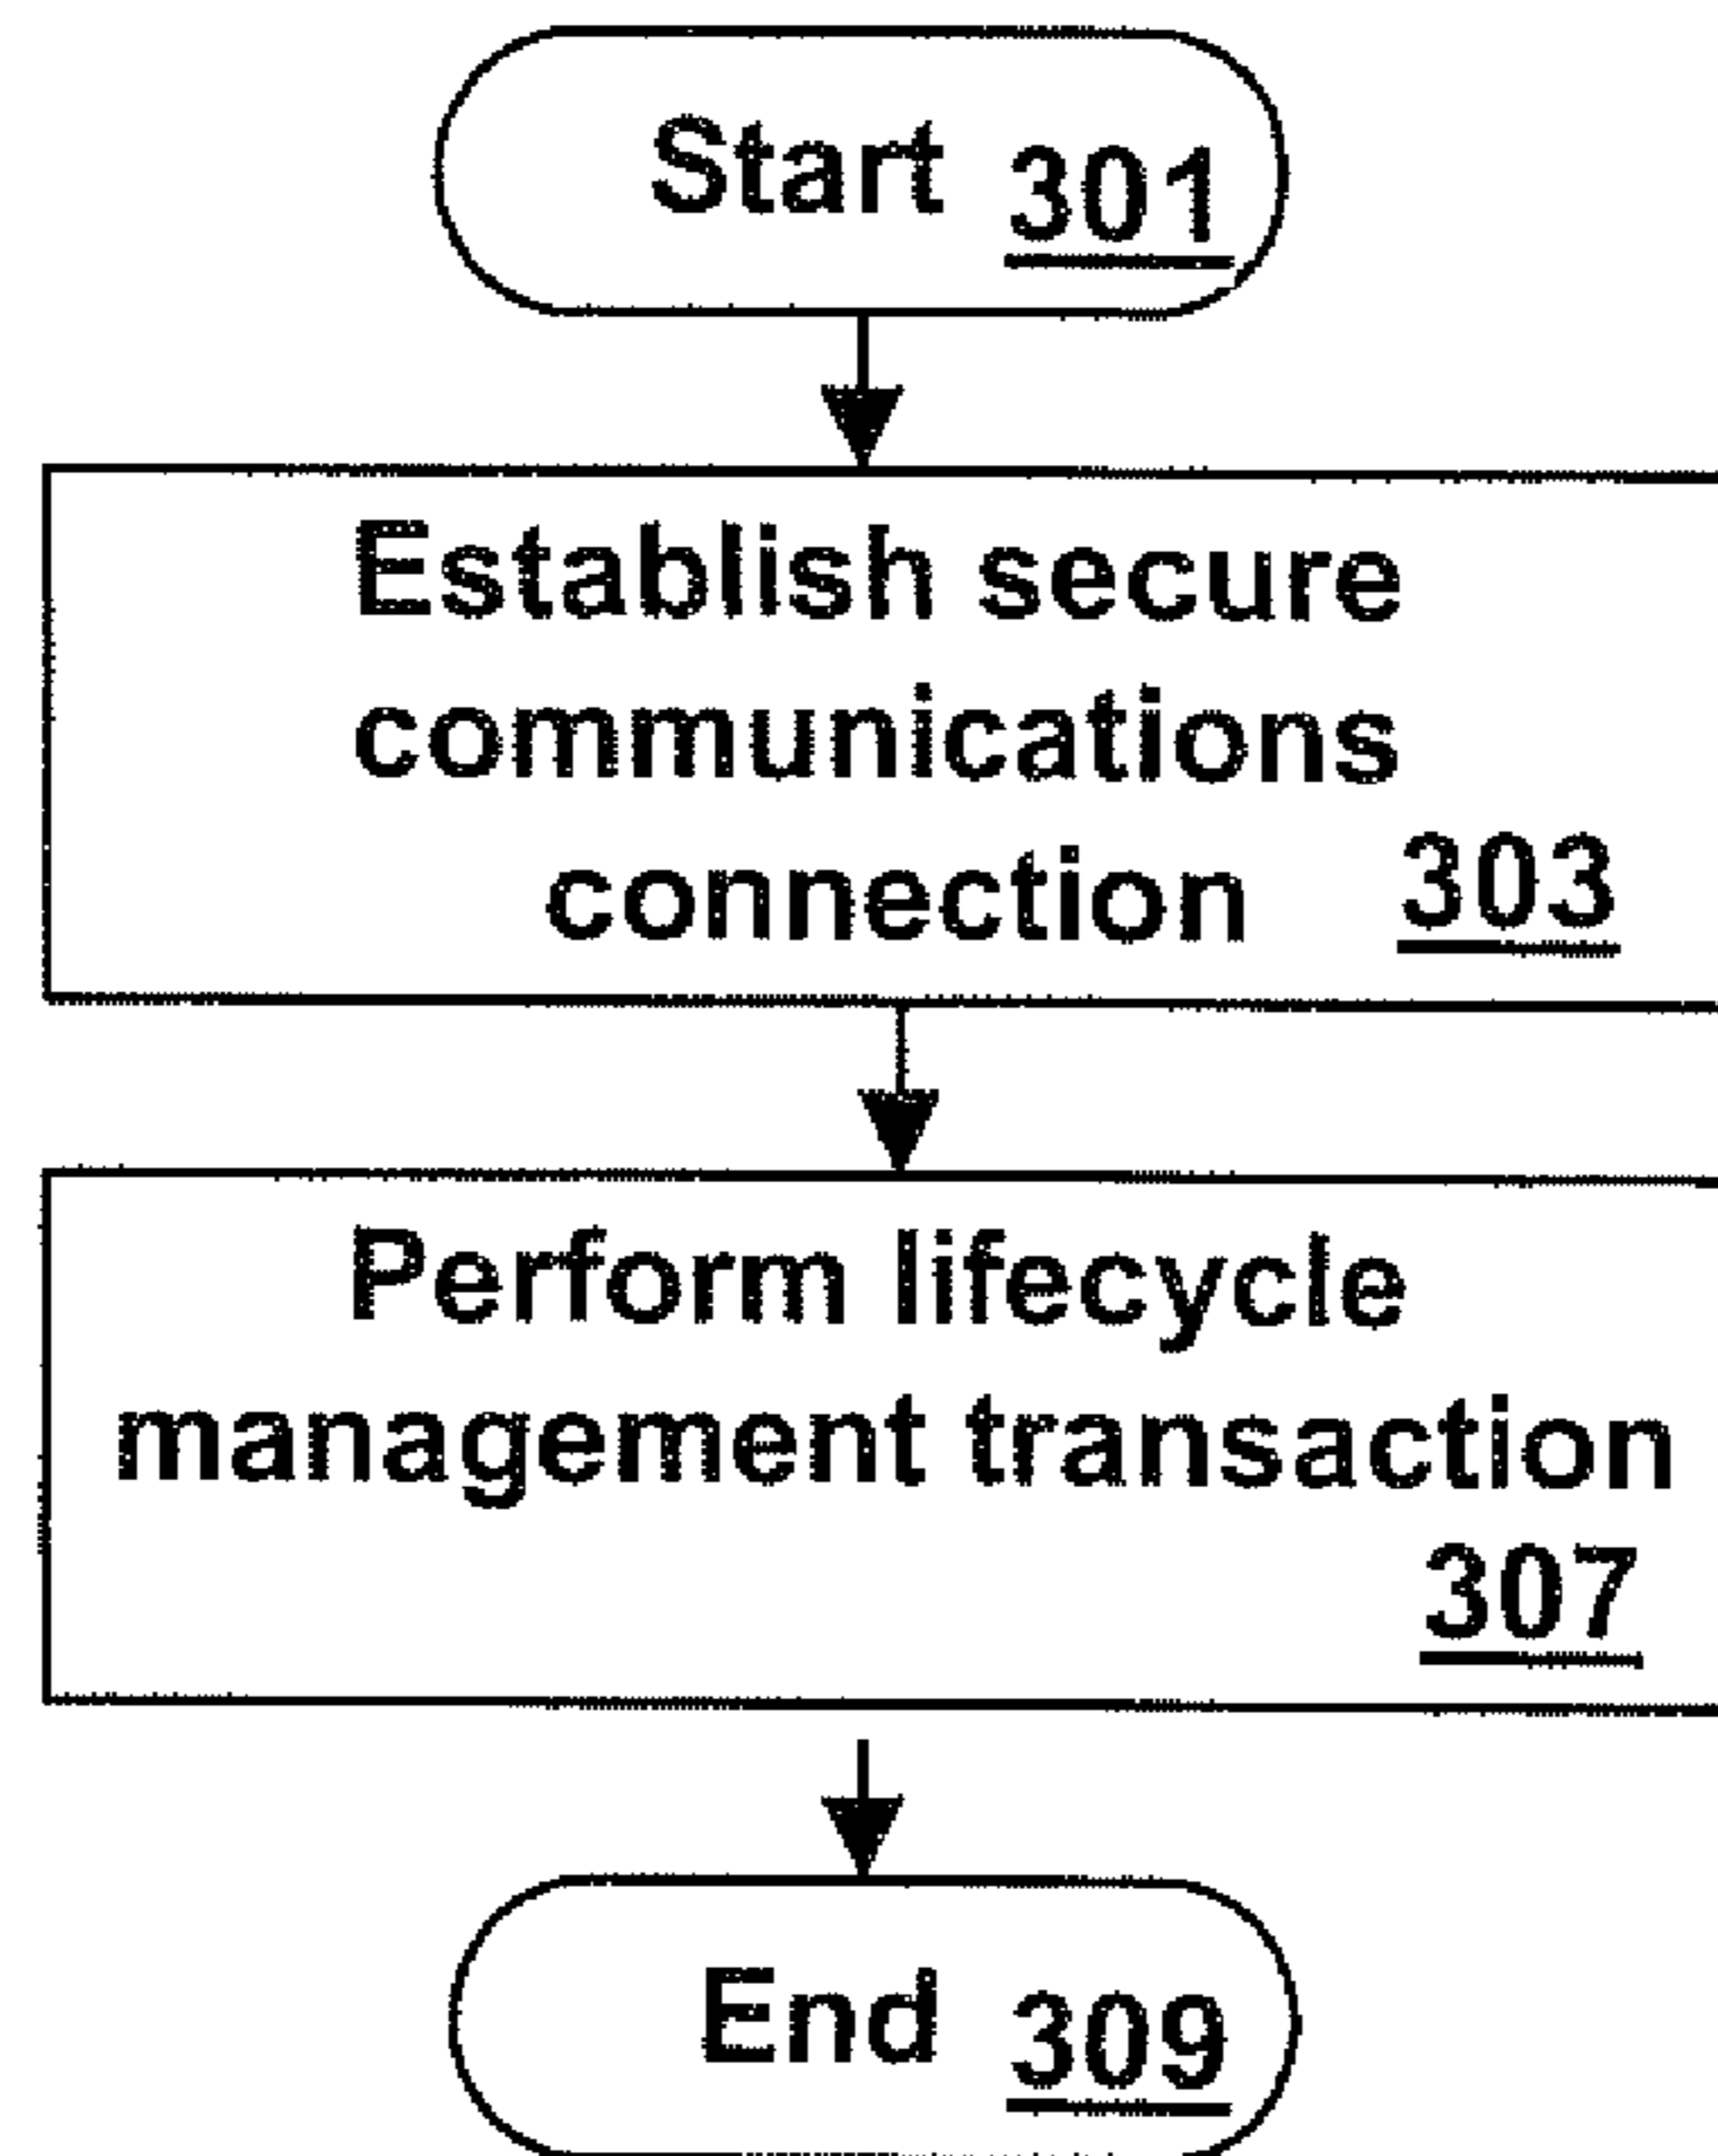 Start 301
Establish secure
communications
connection 303
Perform lifecycle
management transaction
307
End 309